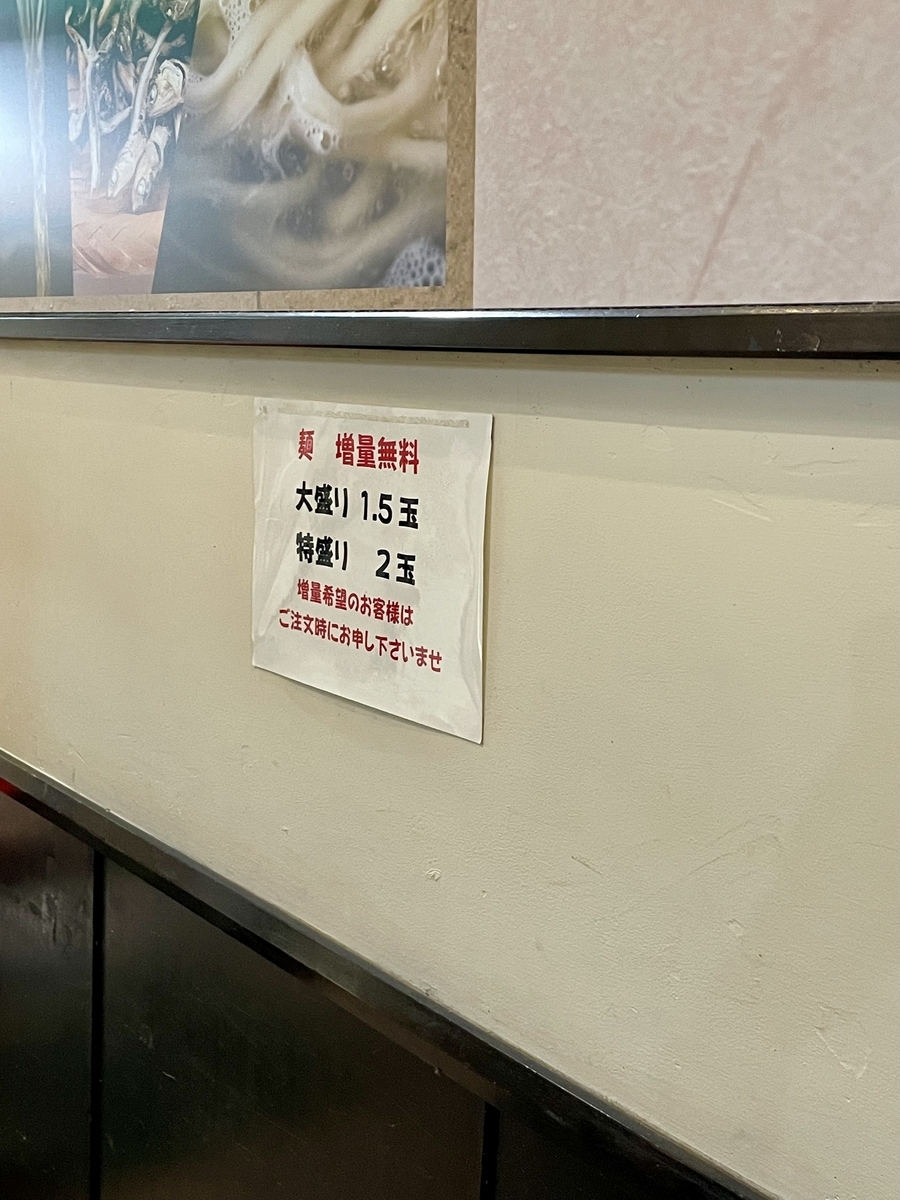 麺　増量無料
大盛り 1.5玉
特盛り　2玉
増量希望のお客様は
ご注文時にお申し下さいませ